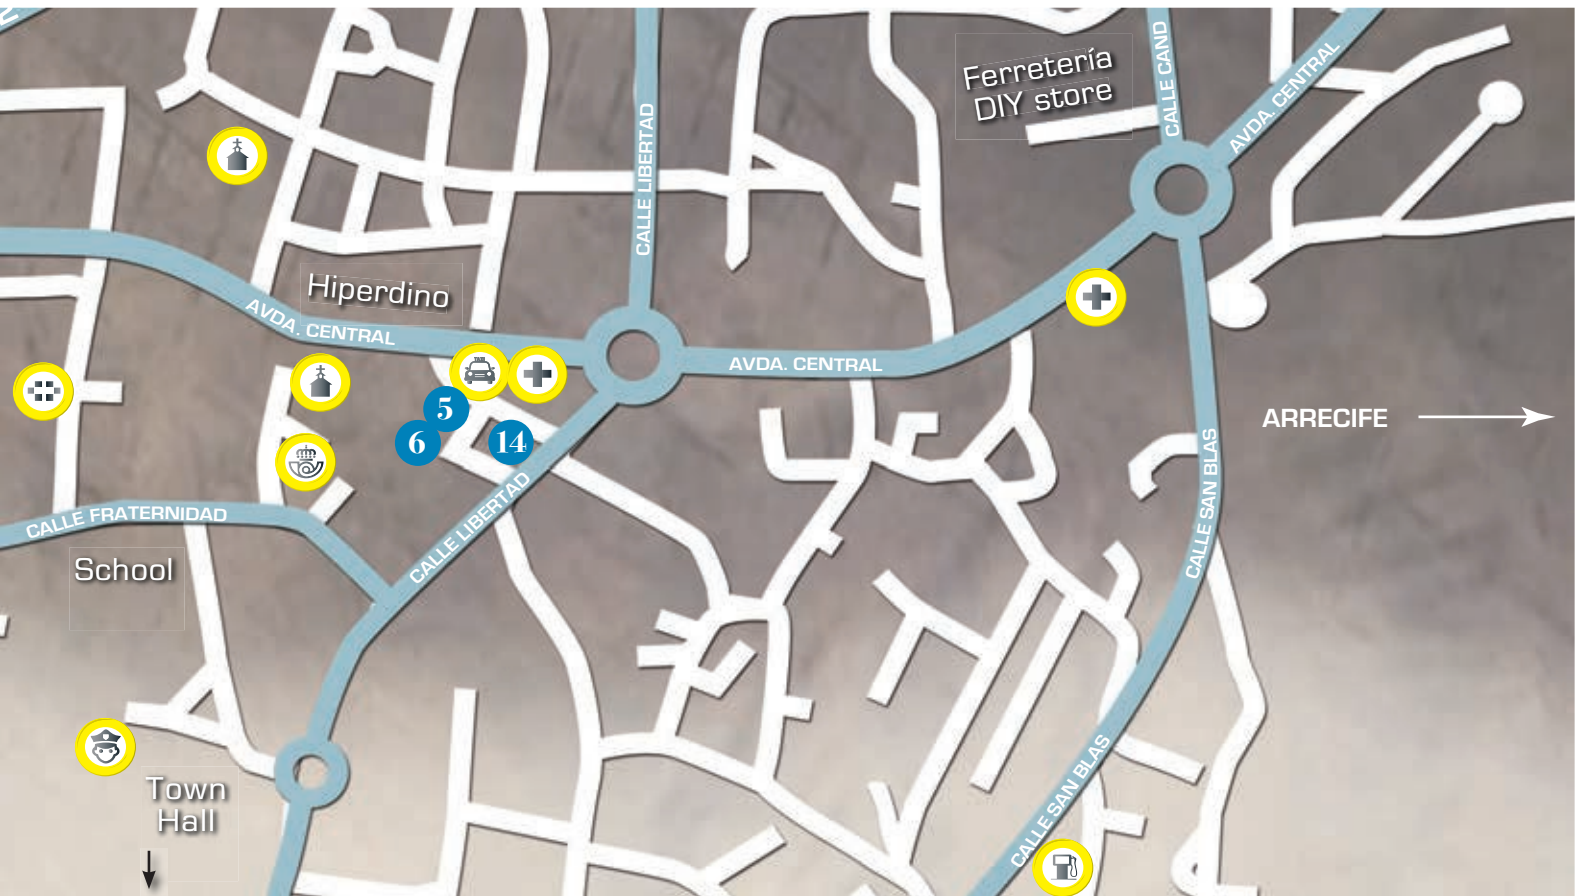 CALLE CAND
AVDA. CENTRAL
Ferretería
DIY store
CALLE LIBERTAD
Hiperdino
AVDA. CENTRAL
AVDA. CENTRAL
TAXI
5
6
14
ARRECIFE
CALLE SAN BLAS
CALLE LIBERTAD
CALLE FRATERNIDAD
School
Town
Hall
CALLE SAN BLAS